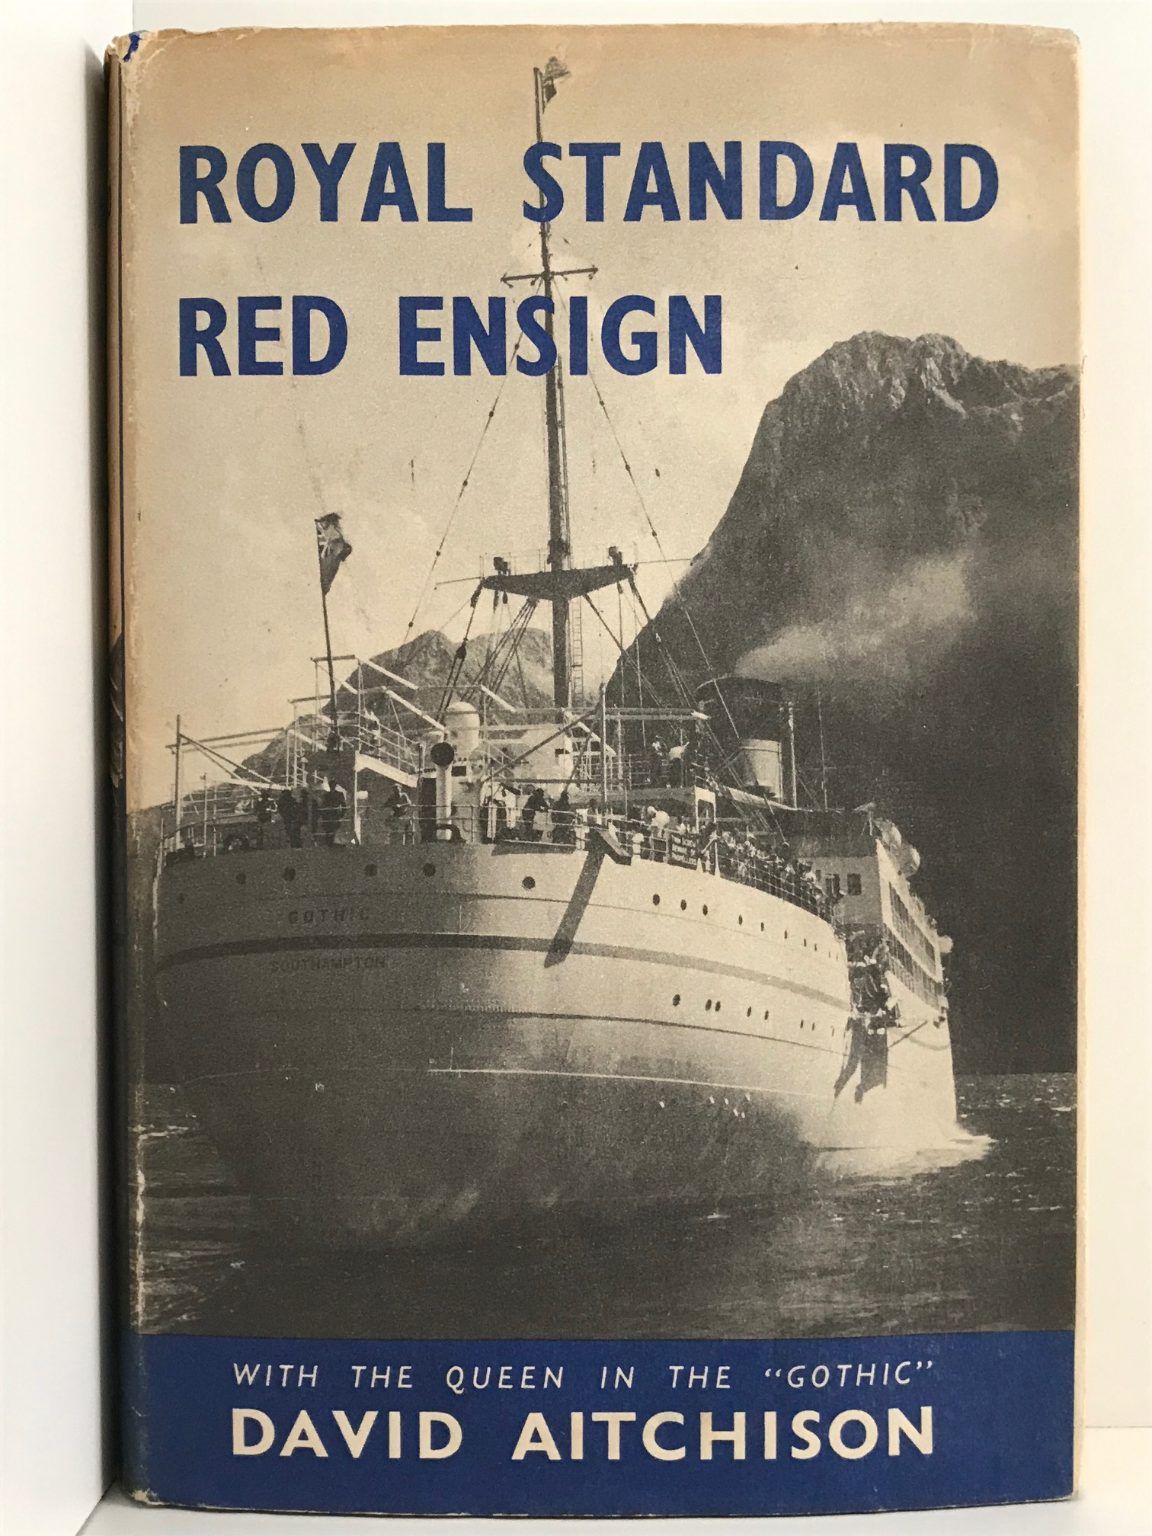 ROYAL STANDARD
RED ENSIGN
GOTHIC
SOUTHAMPTON
WITH THE QUEEN IN THE “GOTHIC”
DAVID AITCHISON